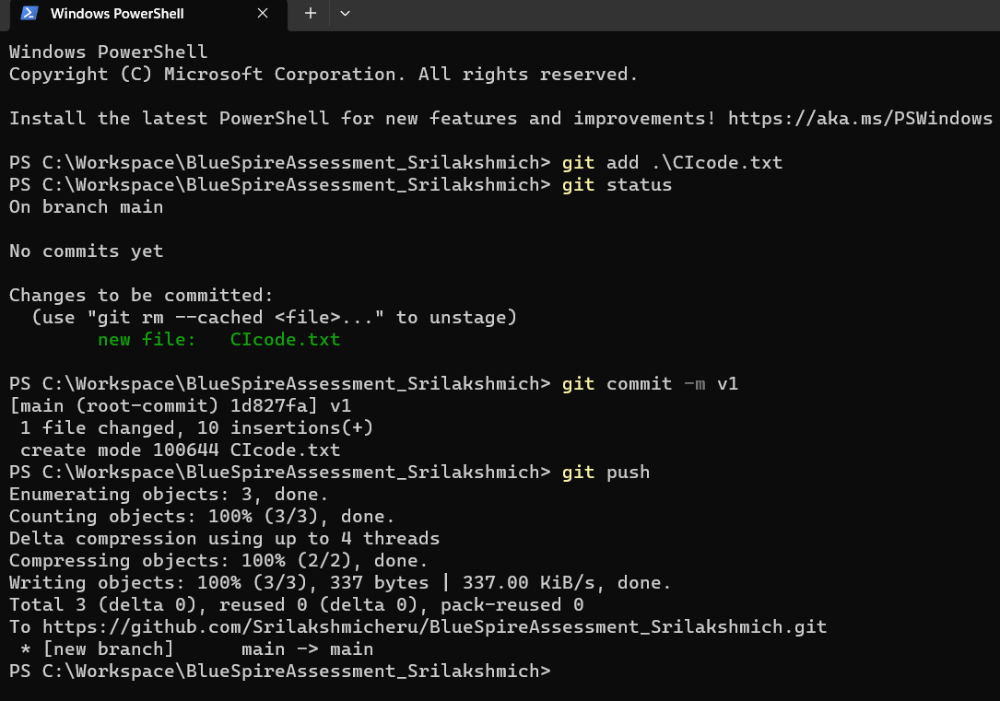 Windows PowerShell
Windows PowerShell
Copyright (C) Microsoft Corporation. All rights reserved.
Install the latest PowerShell for new features and improvements! https://aka.ms/PSWindows
PS C:\Workspace\BlueSpireAssessment_Srilakshmich> git add .\CIcode.txt
PS C:\Workspace\BlueSpireAssessment_Srilakshmich> git status
On branch main
No commits yet
Changes to be committed:
  (use "git rm --cached <file>..." to unstage)
        new file:   CIcode.txt
PS C:\Workspace\BlueSpireAssessment_Srilakshmich> git commit -m v1
[main (root-commit) 1d827fa] v1
 1 file changed, 10 insertions(+)
 create mode 100644 CIcode.txt
PS C:\Workspace\BlueSpireAssessment_Srilakshmich> git push
Enumerating objects: 3, done.
Counting objects: 100% (3/3), done.
Delta compression using up to 4 threads
Compressing objects: 100% (2/2), done.
Writing objects: 100% (3/3), 337 bytes | 337.00 KiB/s, done.
Total 3 (delta 0), reused 0 (delta 0), pack-reused 0
To https://github.com/Srilakshmicheru/BlueSpireAssessment_Srilakshmich.git
 * [new branch]      main -> main
PS C:\Workspace\BlueSpireAssessment_Srilakshmich>